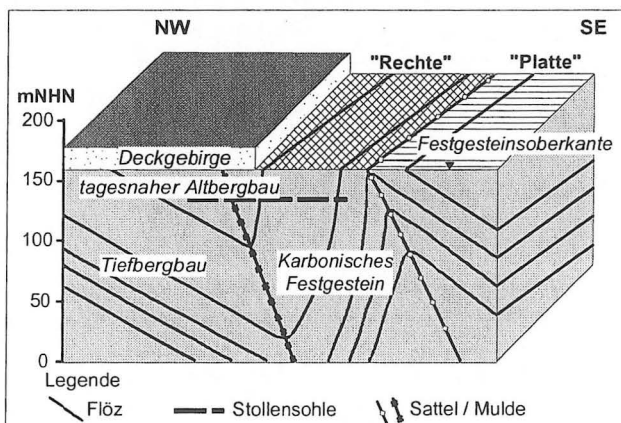 NW SE
"Rechte" "Platte"
mNHN
200
Festgesteinsoberkante
Deckgebirge
150
tagesnaher Altbergbau
100
Tiefbergbau
Karbonisches
Festgestein
50
0
Legende
Flöz Stollensohle Sattel / Mulde